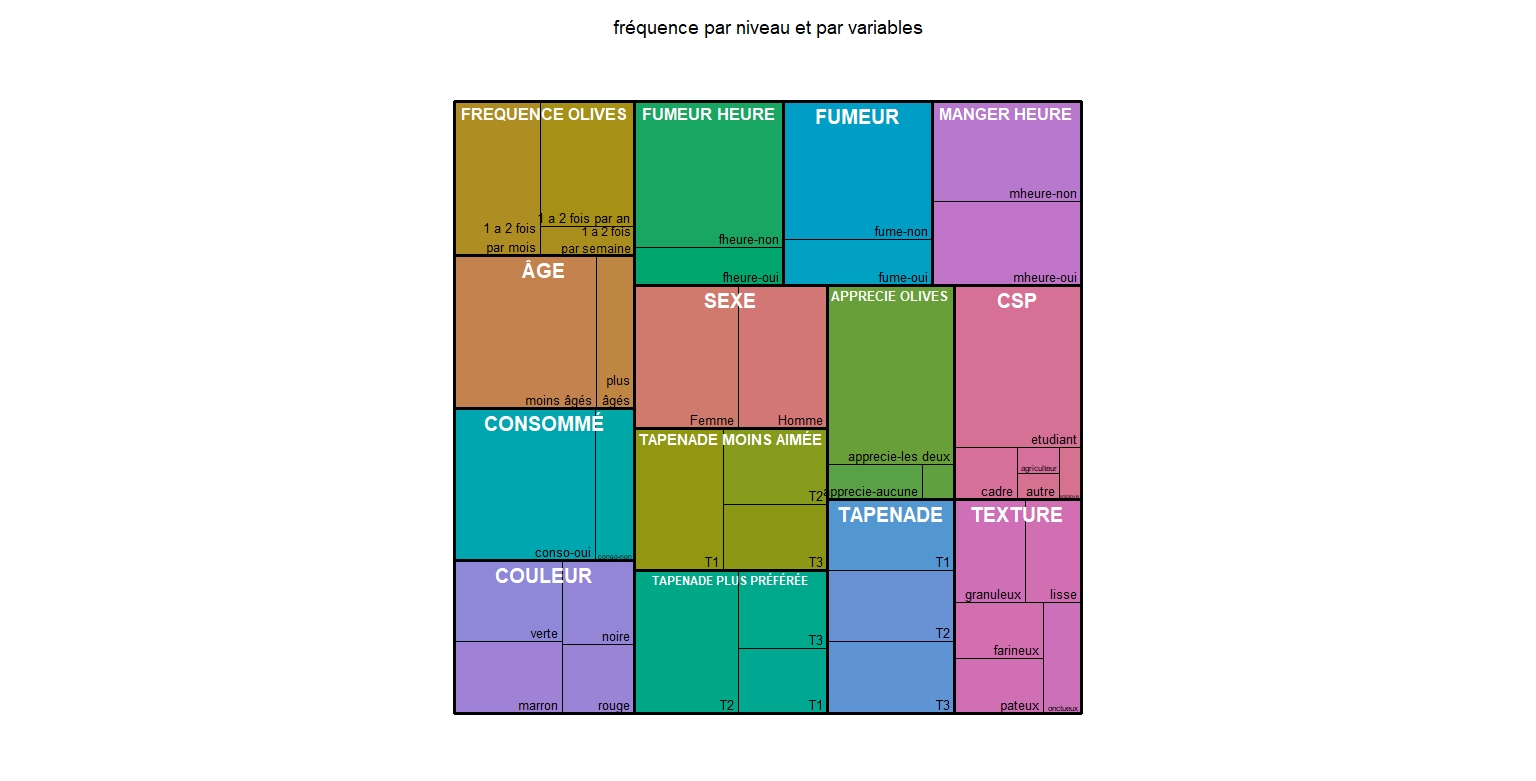 fréquence par niveau et par variables
FREQUENCE OLIVES
1 a 2 fois
par mois
1 a 2 fois par an
1 a 2 fois
par semaine
FUMEUR HEURE
fheure-non
fheure-oui
FUMEUR
fume-non
fume-oui
MANGER HEURE
mheure-non
mheure-oui
ÂGE
moins âgés
plus
âgés
SEXE
Femme
Homme
APPRECIE OLIVES
apprecie-les deux
apprecie-aucune
CSP
etudiant
cadre
agriculteur
autre
CONSOMMÉ
conso-oui
conso-non
TAPENADE MOINS AIMÉE
T1
T2
T3
TAPENADE
T1
T2
T3
TEXTURE
granuleux
lisse
farineux
pateux
onctueux
COULEUR
verte
noire
marron
rouge
TAPENADE PLUS PRÉFÉRÉE
T2
T3
T1